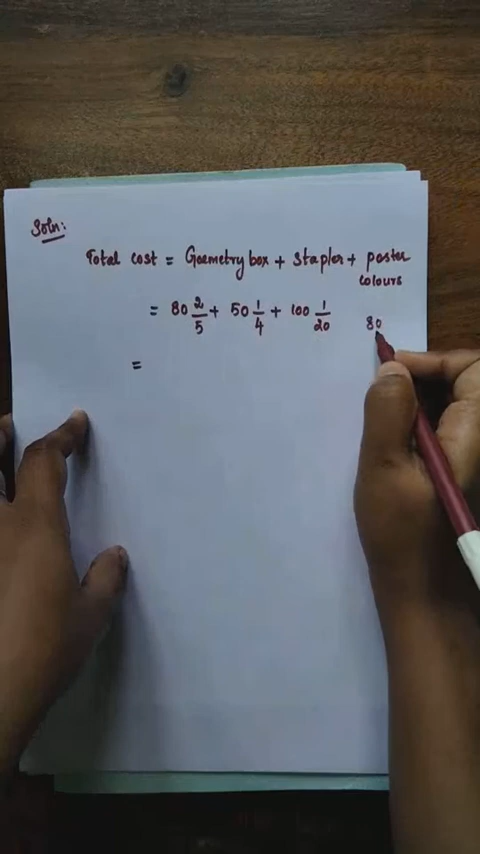 Soln:
Total cost = Geometry box + stapler + poster
colours
= 80 2/5 + 50 1/4 + 100 1/20 80
=